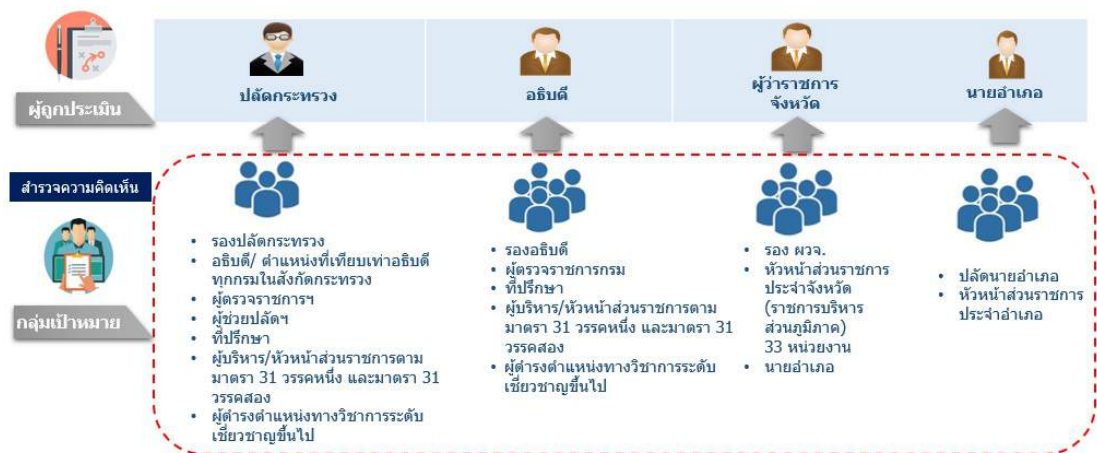 ผู้ถูกประเมิน
ปลัดกระทรวง
อธิบดี
ผู้ว่าราชการ
จังหวัด
นายอำเภอ
สำรวจความคิดเห็น
กลุ่มเป้าหมาย
• รองปลัดกระทรวง
• อธิบดี/ ตำแหน่งที่เทียบเท่าอธิบดี
ทุกกรมในสังกัดกระทรวง
• ผู้ตรวจราชการฯ
• ผู้ช่วยปลัดฯ
• ที่ปรึกษา
• ผู้บริหาร/หัวหน้าส่วนราชการตาม
มาตรา 31 วรรคหนึ่ง และมาตรา 31
วรรคสอง
• ผู้ดำรงตำแหน่งทางวิชาการระดับ
เชี่ยวชาญขึ้นไป
• รองอธิบดี
• ผู้ตรวจราชการกรม
• ที่ปรึกษา
• ผู้บริหาร/หัวหน้าส่วนราชการตาม
มาตรา 31 วรรคหนึ่ง และมาตรา 31
วรรคสอง
• ผู้ดำรงตำแหน่งทางวิชาการระดับ
เชี่ยวชาญขึ้นไป
• รอง ผวจ.
• หัวหน้าส่วนราชการ
ประจำจังหวัด
(ราชการบริหาร
ส่วนภูมิภาค)
33 หน่วยงาน
• นายอำเภอ
• ปลัดนายอำเภอ
• หัวหน้าส่วนราชการ
ประจำอำเภอ